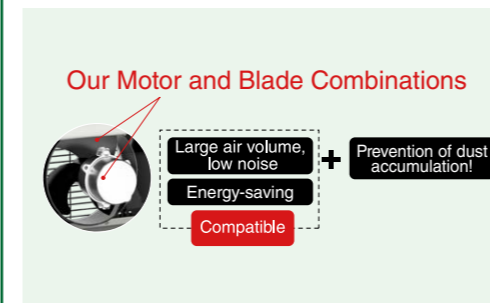 Our Motor and Blade Combinations
Large air volume,
low noise
Energy-saving
Compatible
+
Prevention of dust
accumulation!